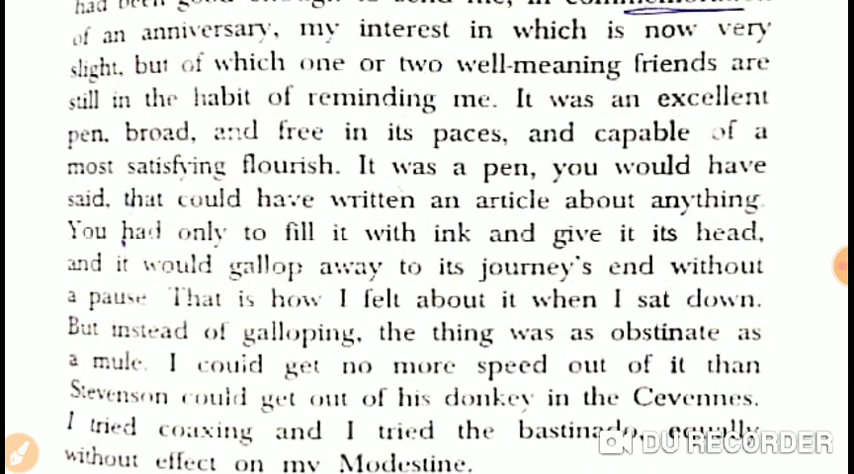 had been good enough to send me, in commemoration
of an anniversary, my interest in which is now very
slight, but of which one or two well-meaning friends are
still in the habit of reminding me. It was an excellent
pen, broad, and free in its paces, and capable of a
most satisfying flourish. It was a pen, you would have
said, that could have written an article about anything.
You had only to fill it with ink and give it its head,
and it would gallop away to its journey's end without
a pause That is how I felt about it when I sat down.
But instead of galloping, the thing was as obstinate as
a mule. I could get no more speed out of it than
Stevenson could get out of his donkey in the Cevennes.
I tried coaxing and I tried the bastinado, equally
without effect on my Modestine.
DU RECORDER